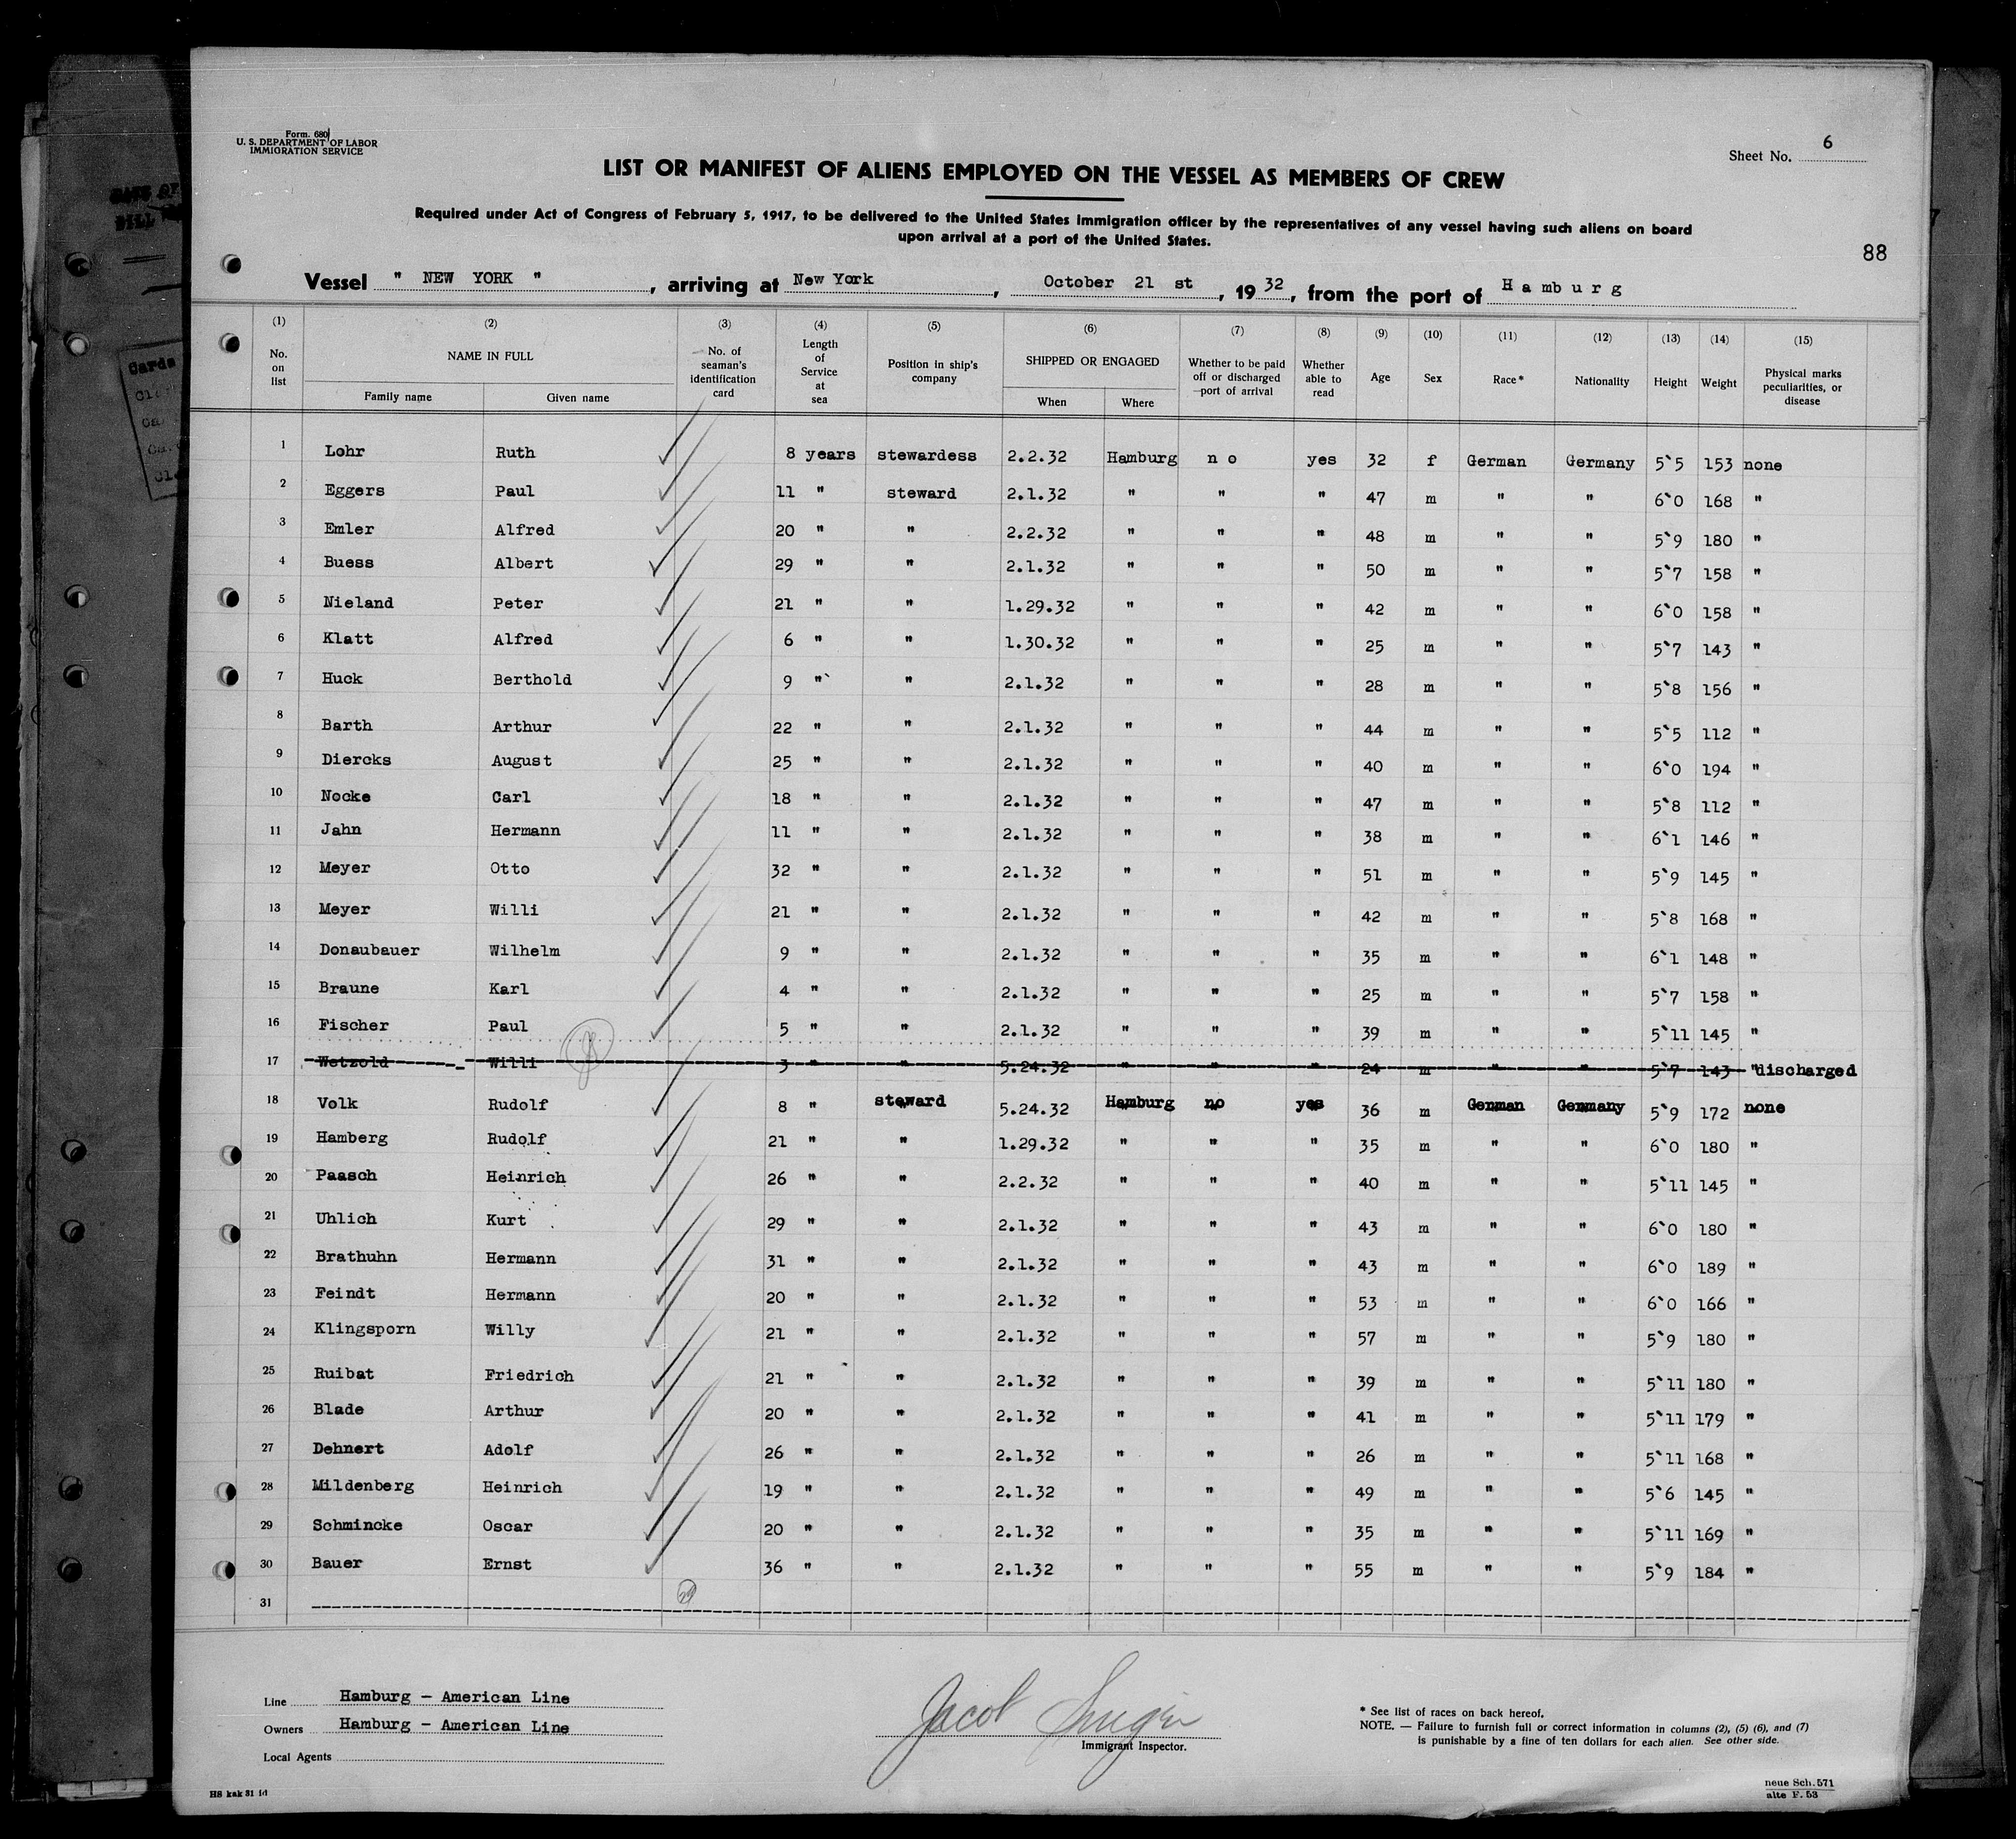 Form. 680
U. S. DEPARTMENT OF LABOR
IMMIGRATION SERVICE
Sheet No. 6
LIST OR MANIFEST OF ALIENS EMPLOYED ON THE VESSEL AS MEMBERS OF CREW
Required under Act of Congress of February 5, 1917, to be delivered to the United States Immigration officer by the representatives of any vessel having such aliens on board
upon arrival at a port of the United States.
88
Vessel " NEW YORK ", arriving at New York, October 21 st, 1932, from the port of Hamburg
(1) (2) (3) (4) (5) (6) (7) (8) (9) (10) (11) (12) (13) (14) (15)
No. on list NAME IN FULL No. of seaman's identification card Length of Service at sea Position in ship's company SHIPPED OR ENGAGED Whether to be paid off or discharged port of arrival Whether able to read Age Sex Race* Nationality Height Weight Physical marks peculiarities, or disease
Family name Given name When Where
1 Lohr Ruth 8 years stewardess 2.2.32 Hamburg no yes 32 f German Germany 5`5 153 none
2 Eggers Paul 11 " steward 2.1.32 " " " 47 m " " 6`0 168 "
3 Emler Alfred 20 " " 2.2.32 " " " 48 m " " 5`9 180 "
4 Buess Albert 29 " " 2.1.32 " " " 50 m " " 5`7 158 "
5 Nieland Peter 21 " " 1.29.32 " " " 42 m " " 6`0 158 "
6 Klatt Alfred 6 " " 1.30.32 " " " 25 m " " 5`7 143 "
7 Huck Berthold 9 "` " 2.1.32 " " " 28 m " " 5`8 156 "
8 Barth Arthur 22 " " 2.1.32 " " " 44 m " " 5`5 112 "
9 Diercks August 25 " " 2.1.32 " " " 40 m " " 6`0 194 "
10 Nocke Carl 18 " " 2.1.32 " " " 47 m " " 5`8 112 "
11 Jahn Hermann 11 " " 2.1.32 " " " 38 m " " 6`1 146 "
12 Meyer Otto 32 " " 2.1.32 " " " 51 m " " 5`9 145 "
13 Meyer Willi 21 " " 2.1.32 " " " 42 m " " 5`8 168 "
14 Donaubauer Wilhelm 9 " " 2.1.32 " " " 35 m " " 6`1 148 "
15 Braune Karl 4 " " 2.1.32 " " " 25 m " " 5`7 158 "
16 Fischer Paul 5 " " 2.1.32 " " " 39 m " " 5`11 145 "
17 Wetzold Willi 3 " " 5.24.32 " " " 24 m " " 5`7 143 "discharged
18 Volk Rudolf 8 " steward 5.24.32 Hamburg no yes 36 m German Germany 5`9 172 none
19 Hamberg Rudolf 21 " " 1.29.32 " " " 35 m " " 6`0 180 "
20 Paasch Heinrich 26 " " 2.2.32 " " " 40 m " " 5`11 145 "
21 Uhlich Kurt 29 " " 2.1.32 " " " 43 m " " 6`0 180 "
22 Brathuhn Hermann 31 " " 2.1.32 " " " 43 m " " 6`0 189 "
23 Feindt Hermann 20 " " 2.1.32 " " " 53 m " " 6`0 166 "
24 Klingsporn Willy 21 " " 2.1.32 " " " 57 m " " 5`9 180 "
25 Ruibat Friedrich 21 " " 2.1.32 " " " 39 m " " 5`11 180 "
26 Blade Arthur 20 " " 2.1.32 " " " 41 m " " 5`11 179 "
27 Dehnert Adolf 26 " " 2.1.32 " " " 26 m " " 5`11 168 "
28 Mildenberg Heinrich 19 " " 2.1.32 " " " 49 m " " 5`6 145 "
29 Schmincke Oscar 20 " " 2.1.32 " " " 35 m " " 5`11 169 "
30 Bauer Ernst 36 " " 2.1.32 " " " 55 m " " 5`9 184 "
31
Line Hamburg - American Line
Owners Hamburg - American Line
Local Agents
Jacob
Immigrant Inspector.
* See list of races on back hereof.
NOTE. — Failure to furnish full or correct information in columns (2), (5) (6), and (7)
is punishable by a fine of ten dollars for each alien. See other side.
HS kak 31 1d
neue Sch. 571
alte F. 53